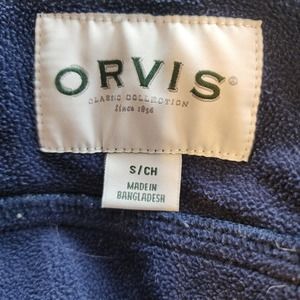 ORVIS®
CLASSIC COLLECTION
Since 1856
S/CH
MADE IN
BANGLADESH